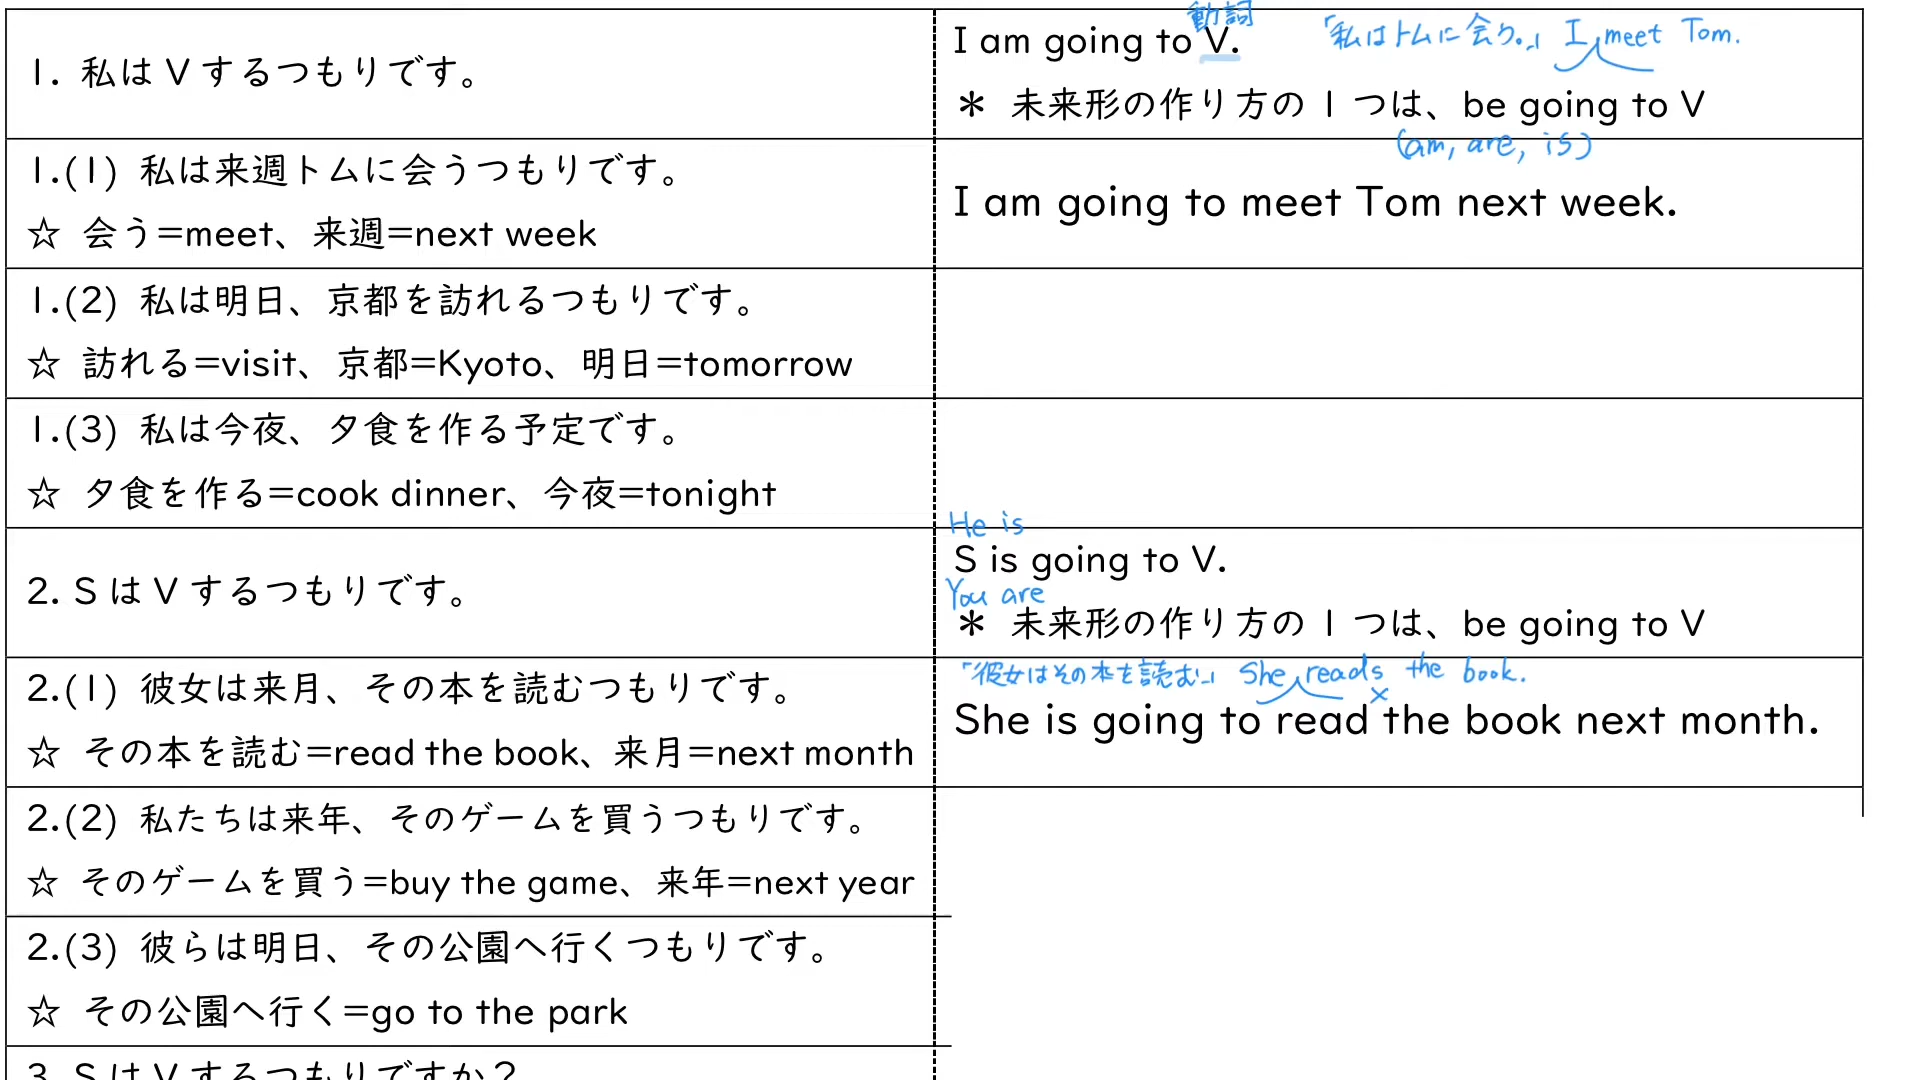 1. 私は V するつもりです。
動詞
I am going to V. 「私はトムに会う。」 I meet Tom.
＊ 未来形の作り方の 1 つは、be going to V
(am, are, is)
1.(1) 私は来週トムに会うつもりです。
☆ 会う=meet、来週=next week
I am going to meet Tom next week.
1.(2) 私は明日、京都を訪れるつもりです。
☆ 訪れる=visit、京都=Kyoto、明日=tomorrow
1.(3) 私は今夜、夕食を作る予定です。
☆ 夕食を作る=cook dinner、今夜=tonight
2. S は V するつもりです。
He is
S is going to V.
You are
＊ 未来形の作り方の 1 つは、be going to V
2.(1) 彼女は来月、その本を読むつもりです。
☆ その本を読む=read the book、来月=next month
「彼女はその本を読む」 She reads the book.
×
She is going to read the book next month.
2.(2) 私たちは来年、そのゲームを買うつもりです。
☆ そのゲームを買う=buy the game、来年=next year
2.(3) 彼らは明日、その公園へ行くつもりです。
☆ その公園へ行く=go to the park
3. S は V するつもりですか？